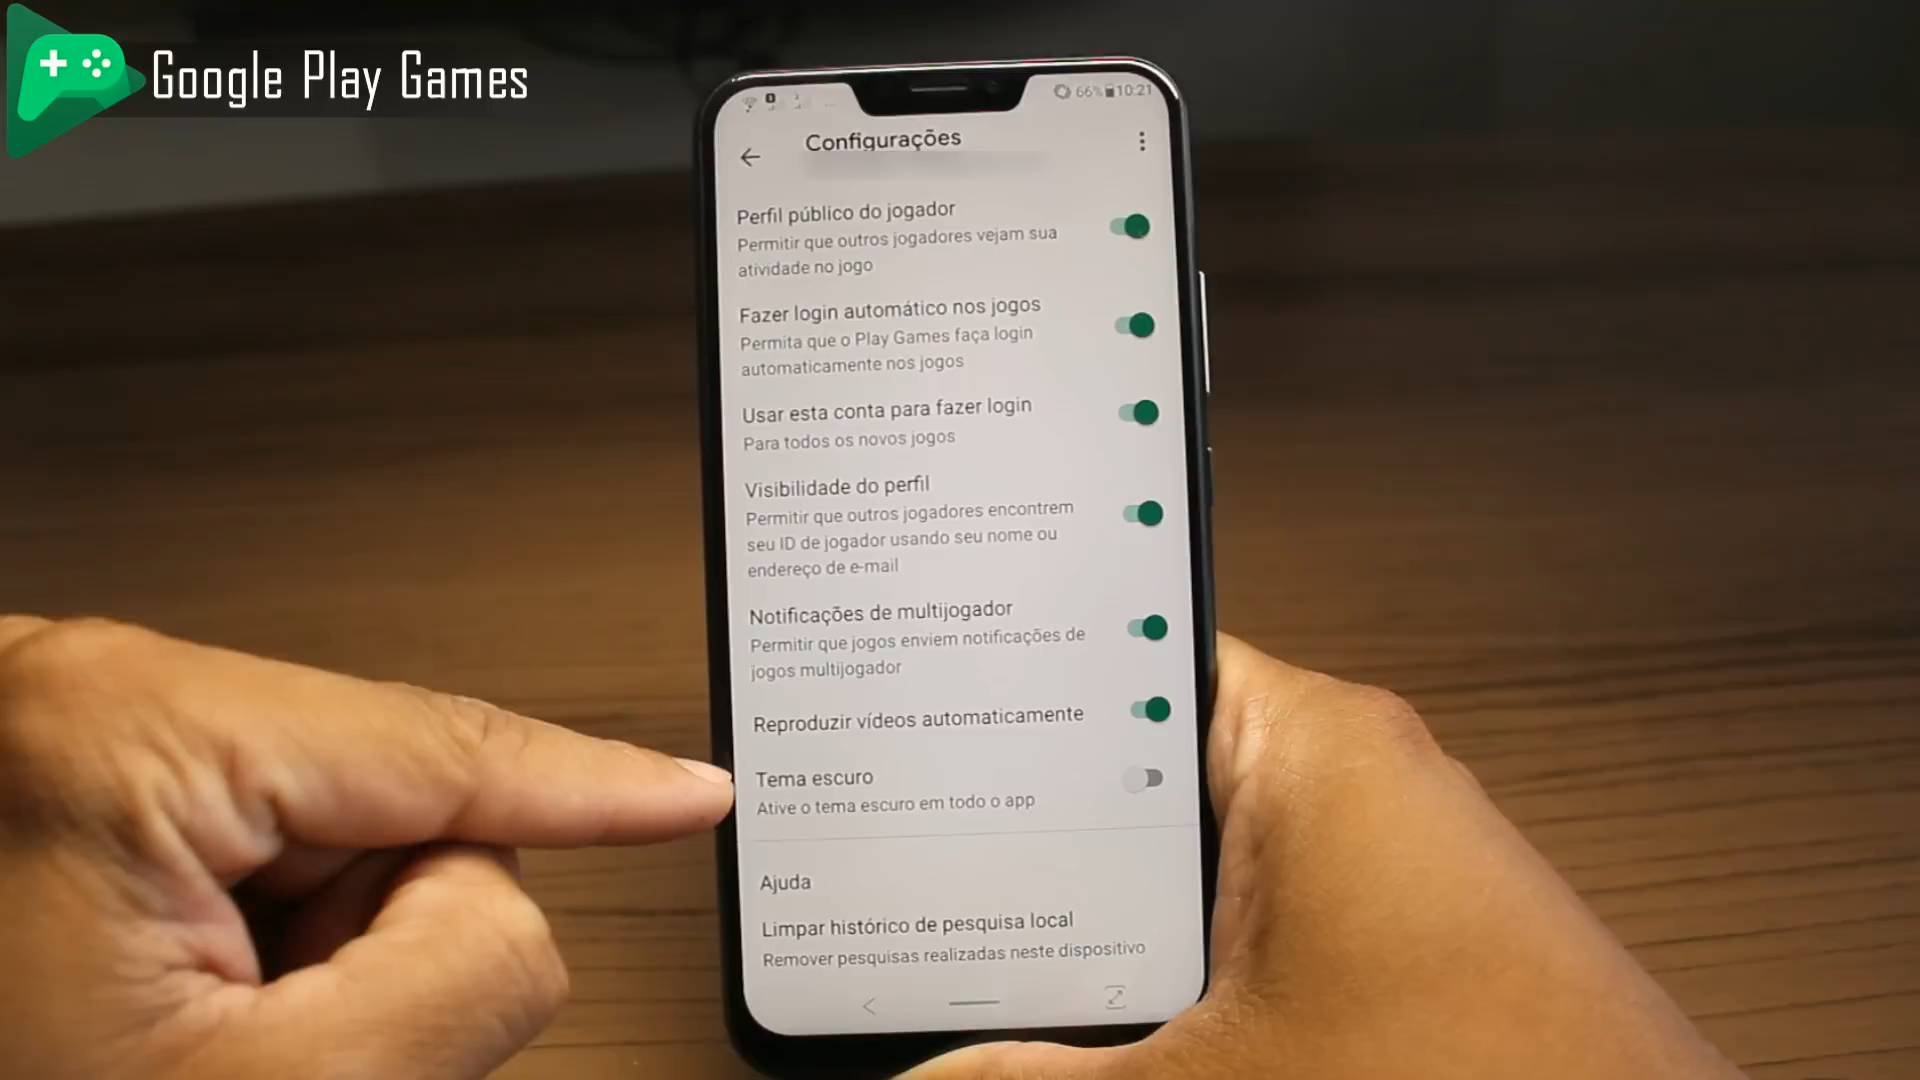 Google Play Games
66% 10:21
Configurações
Perfil público do jogador
Permitir que outros jogadores vejam sua
atividade no jogo
Fazer login automático nos jogos
Permita que o Play Games faça login
automaticamente nos jogos
Usar esta conta para fazer login
Para todos os novos jogos
Visibilidade do perfil
Permitir que outros jogadores encontrem
seu ID de jogador usando seu nome ou
endereço de e-mail
Notificações de multijogador
Permitir que jogos enviem notificações de
jogos multijogador
Reproduzir vídeos automaticamente
Tema escuro
Ative o tema escuro em todo o app
Ajuda
Limpar histórico de pesquisa local
Remover pesquisas realizadas neste dispositivo